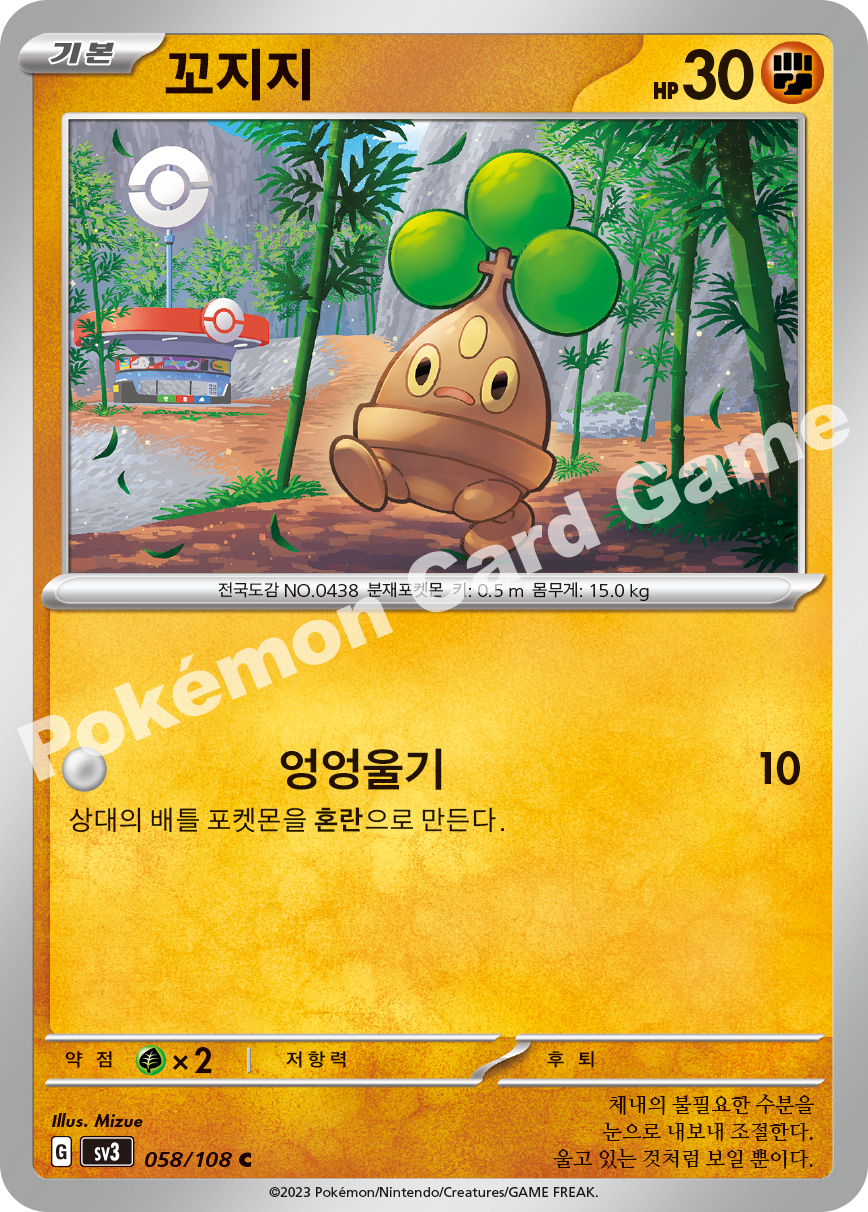 기본 꼬지지 HP 30
전국도감 NO.0438 분재포켓몬 키: 0.5 m 몸무게: 15.0 kg
Pokémon Card Game
엉엉울기 10
상대의 배틀 포켓몬을 혼란으로 만든다.
약점 ×2 저항력 후퇴
Illus. Mizue
체내의 불필요한 수분을
눈으로 내보내 조절한다.
울고 있는 것처럼 보일 뿐이다.
G sv3 058/108 C
©2023 Pokémon/Nintendo/Creatures/GAME FREAK.